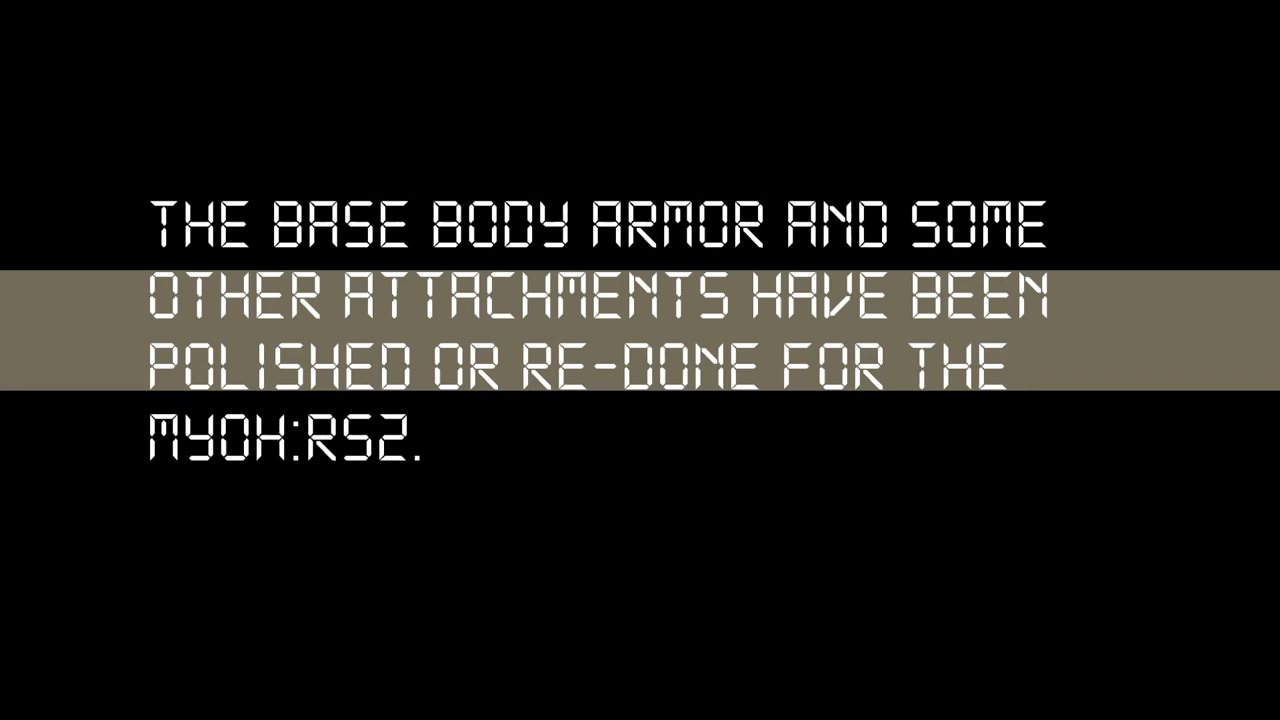 THE BASE BODY ARMOR AND SOME
OTHER ATTACHMENTS HAVE BEEN
POLISHED OR RE-DONE FOR THE
MYOH:RS2.